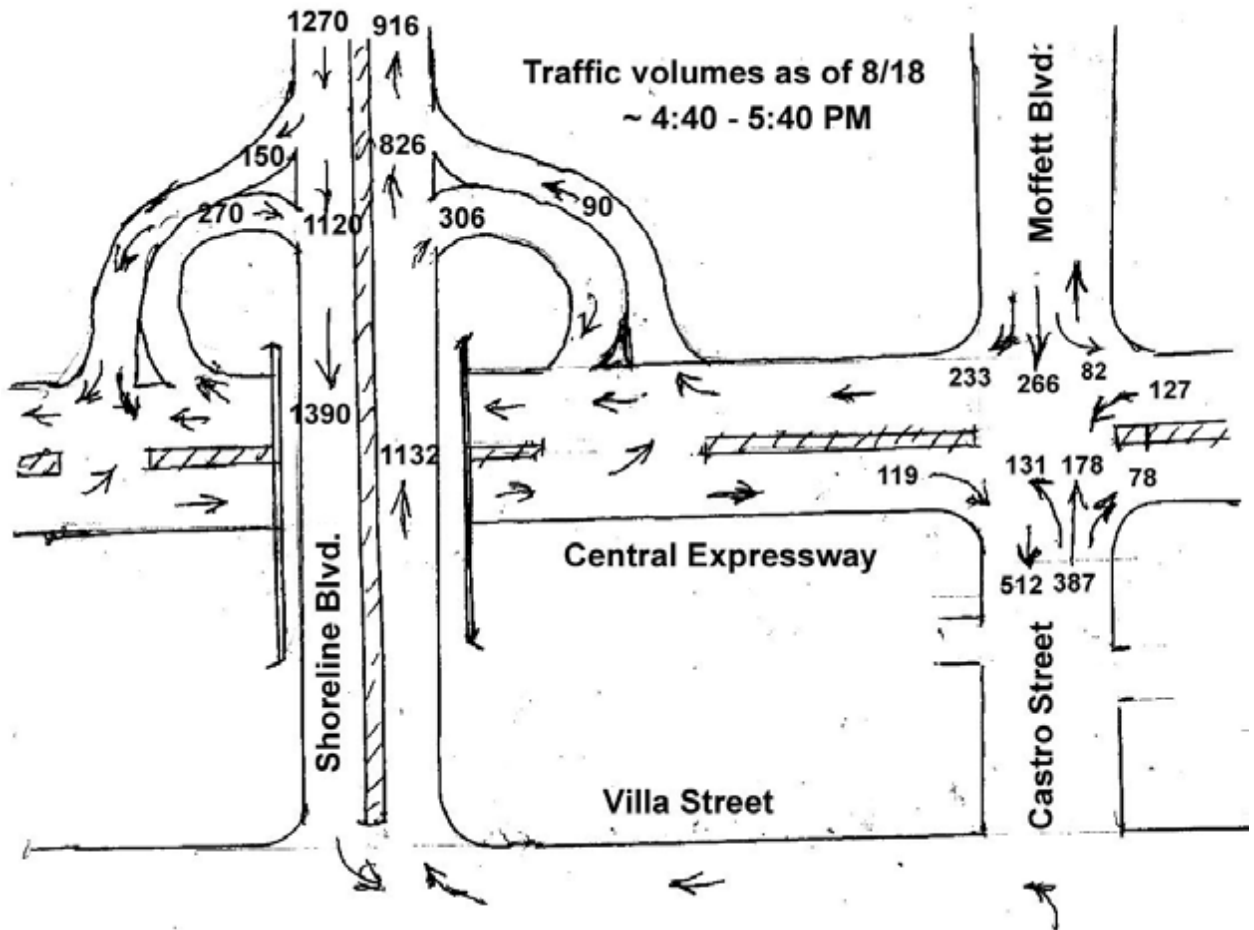 1270 916
Traffic volumes as of 8/18
~ 4:40 - 5:40 PM
Moffett Blvd.
150
826
270
1120
306
90
233 266 82
127
1390
1132
119
131 178 78
Central Expressway
512 387
Shoreline Blvd.
Castro Street
Villa Street